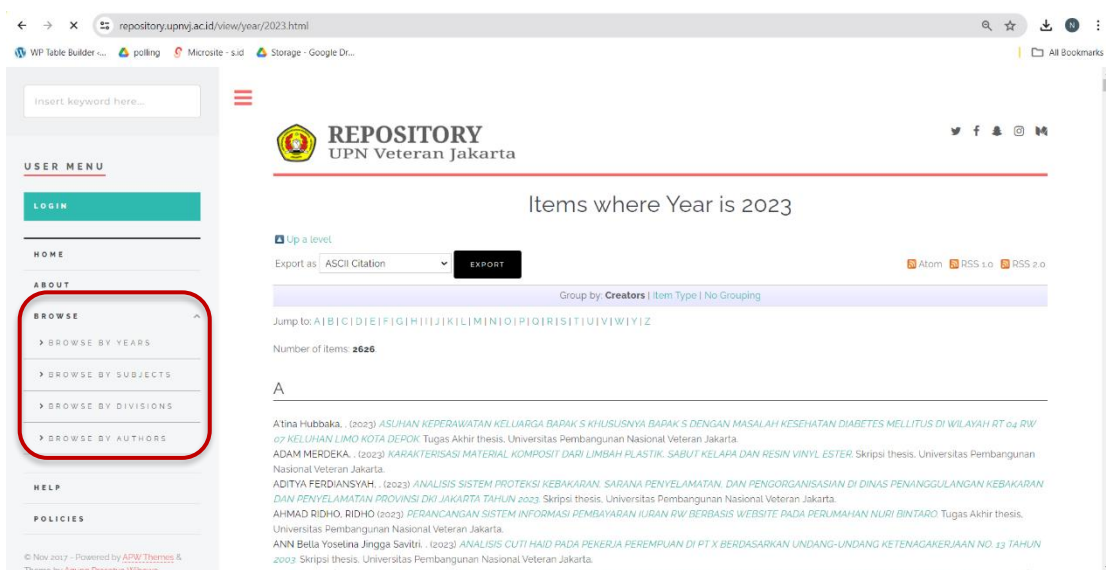 repository.upnvj.ac.id/view/year/2023.html
N
WP Table Builder ‹...
polling
Microsite - s.id
Storage - Google Dr...
All Bookmarks
Insert keyword here...
USER MENU
LOGIN
HOME
ABOUT
BROWSE
BROWSE BY YEARS
BROWSE BY SUBJECTS
BROWSE BY DIVISIONS
BROWSE BY AUTHORS
HELP
POLICIES
© Nov 2017 - Powered by APW Themes &
REPOSITORY
UPN Veteran Jakarta
Items where Year is 2023
Up a level
Export as ASCII Citation EXPORT
Atom RSS 1.0 RSS 2.0
Group by: Creators | Item Type | No Grouping
Jump to: A | B | C | D | E | F | G | H | I | J | K | L | M | N | O | P | Q | R | S | T | U | V | W | Y | Z
Number of items: 2626.
A
A'tina Hubbaka, . (2023) ASUHAN KEPERAWATAN KELUARGA BAPAK S KHUSUSNYA BAPAK S DENGAN MASALAH KESEHATAN DIABETES MELLITUS DI WILAYAH RT 04 RW
07 KELUHAN LIMO KOTA DEPOK. Tugas Akhir thesis, Universitas Pembangunan Nasional Veteran Jakarta.
ADAM MERDEKA, . (2023) KARAKTERISASI MATERIAL KOMPOSIT DARI LIMBAH PLASTIK, SABUT KELAPA DAN RESIN VINYL ESTER. Skripsi thesis, Universitas Pembangunan
Nasional Veteran Jakarta.
ADITYA FERDIANSYAH, . (2023) ANALISIS SISTEM PROTEKSI KEBAKARAN, SARANA PENYELAMATAN, DAN PENGORGANISASIAN DI DINAS PENANGGULANGAN KEBAKARAN
DAN PENYELAMATAN PROVINSI DKI JAKARTA TAHUN 2023. Skripsi thesis, Universitas Pembangunan Nasional Veteran Jakarta.
AHMAD RIDHO, RIDHO (2023) PERANCANGAN SISTEM INFORMASI PEMBAYARAN IURAN RW BERBASIS WEBSITE PADA PERUMAHAN NURI BINTARO. Tugas Akhir thesis,
Universitas Pembangunan Nasional Veteran Jakarta.
ANN Bella Yoselina Jingga Savitri, . (2023) ANALISIS CUTI HAID PADA PEKERJA PEREMPUAN DI PT X BERDASARKAN UNDANG-UNDANG KETENAGAKERJAAN NO. 13 TAHUN
2003. Skripsi thesis, Universitas Pembangunan Nasional Veteran Jakarta.